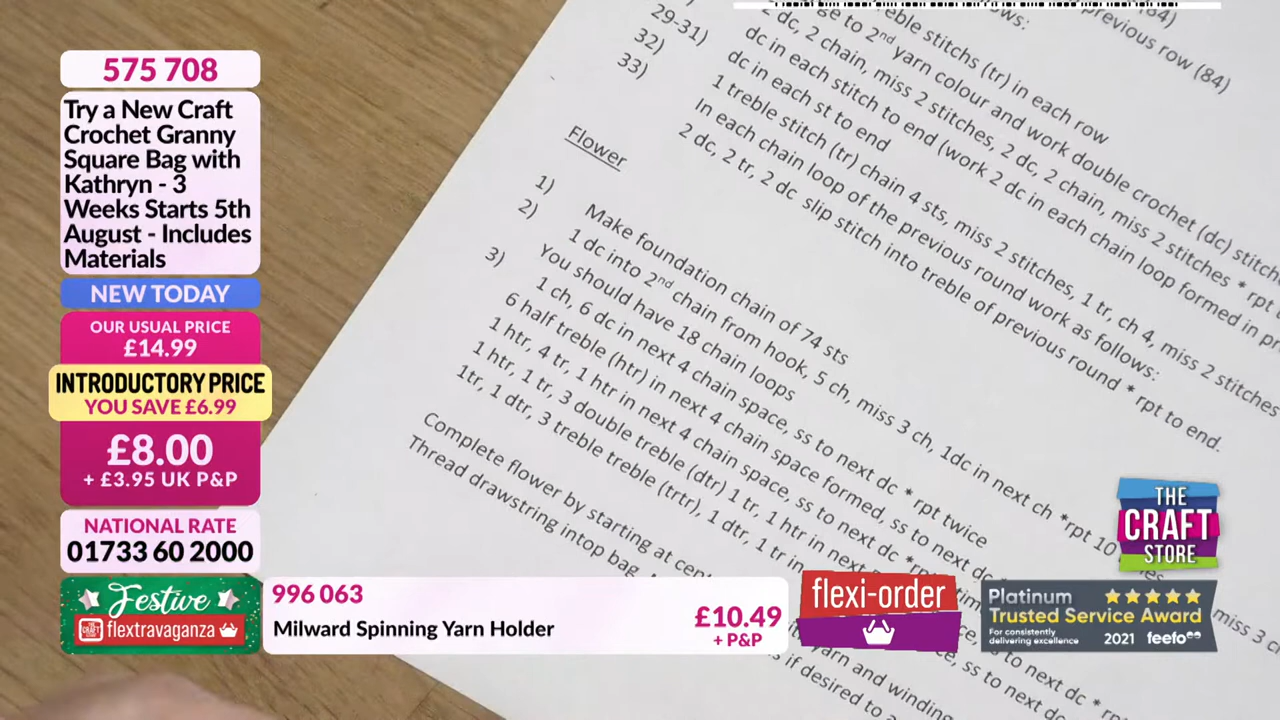 575 708
Try a New Craft
Crochet Granny
Square Bag with
Kathryn - 3
Weeks Starts 5th
August - Includes
Materials
NEW TODAY
OUR USUAL PRICE
£14.99
INTRODUCTORY PRICE
YOU SAVE £6.99
£8.00
+ £3.95 UK P&P
NATIONAL RATE
01733 60 2000
Festive
THE CRAFT STORE
flextravaganza
996 063
Milward Spinning Yarn Holder
£10.49
+ P&P
flexi-order
Platinum
Trusted Service Award
For consistently
delivering excellence
2021 feefo
THE
CRAFT
STORE
previous row (84)
treble stitchs (tr) in each row
29-31) to 2nd yarn colour and work double crochet (dc) stitch
2 dc, 2 chain, miss 2 stitches, 2 dc, 2 chain, miss 2 stitches * rpt
dc in each stitch to end (work 2 dc in each chain loop formed in
32) dc in each st to end
33) 1 treble stitch (tr) chain 4 sts, miss 2 stitches, 1 tr, ch 4, miss 2 stitches
In each chain loop of the previous round work as follows:
2 dc, 2 tr, 2 dc slip stitch into treble of previous round * rpt to end.
Flower
1) Make foundation chain of 74 sts
2) 1 dc into 2nd chain from hook, 5 ch, miss 3 ch, 1dc in next ch *rpt 10
You should have 18 chain loops
3) 1 ch, 6 dc in next 4 chain space, ss to next dc * rpt twice
6 half treble (htr) in next 4 chain space formed, ss to next dc
1 htr, 4 tr, 1 htr in next 4 chain space, ss to next dc
1 htr, 1 tr, 3 double treble (dtr) 1 tr, 1 htr in next
1tr, 1 dtr, 3 treble treble (trtr), 1 dtr, 1 tr in
Complete flower by starting at
Thread drawstring intop bag
yarn and winding
if desired to